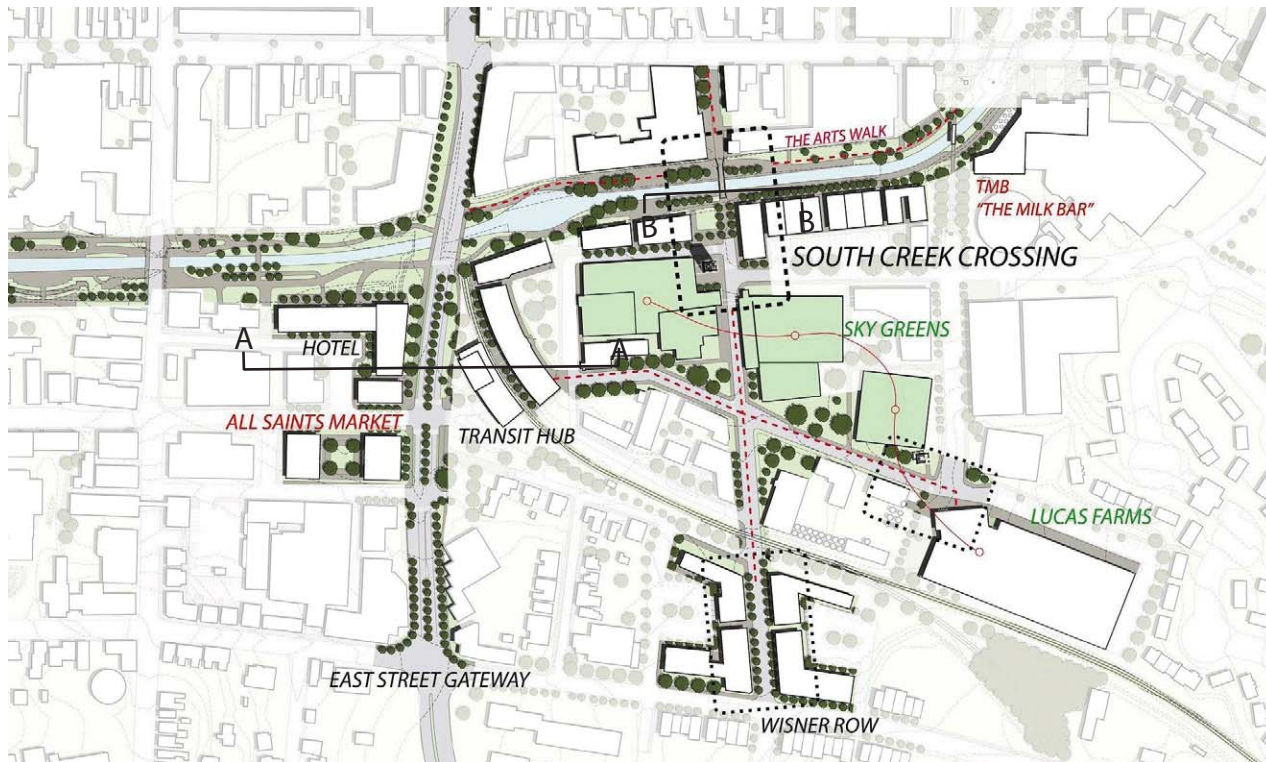 THE ARTS WALK
TMB
"THE MILK BAR"
B
B
SOUTH CREEK CROSSING
SKY GREENS
A
A
HOTEL
ALL SAINTS MARKET
TRANSIT HUB
LUCAS FARMS
EAST STREET GATEWAY
WISNER ROW